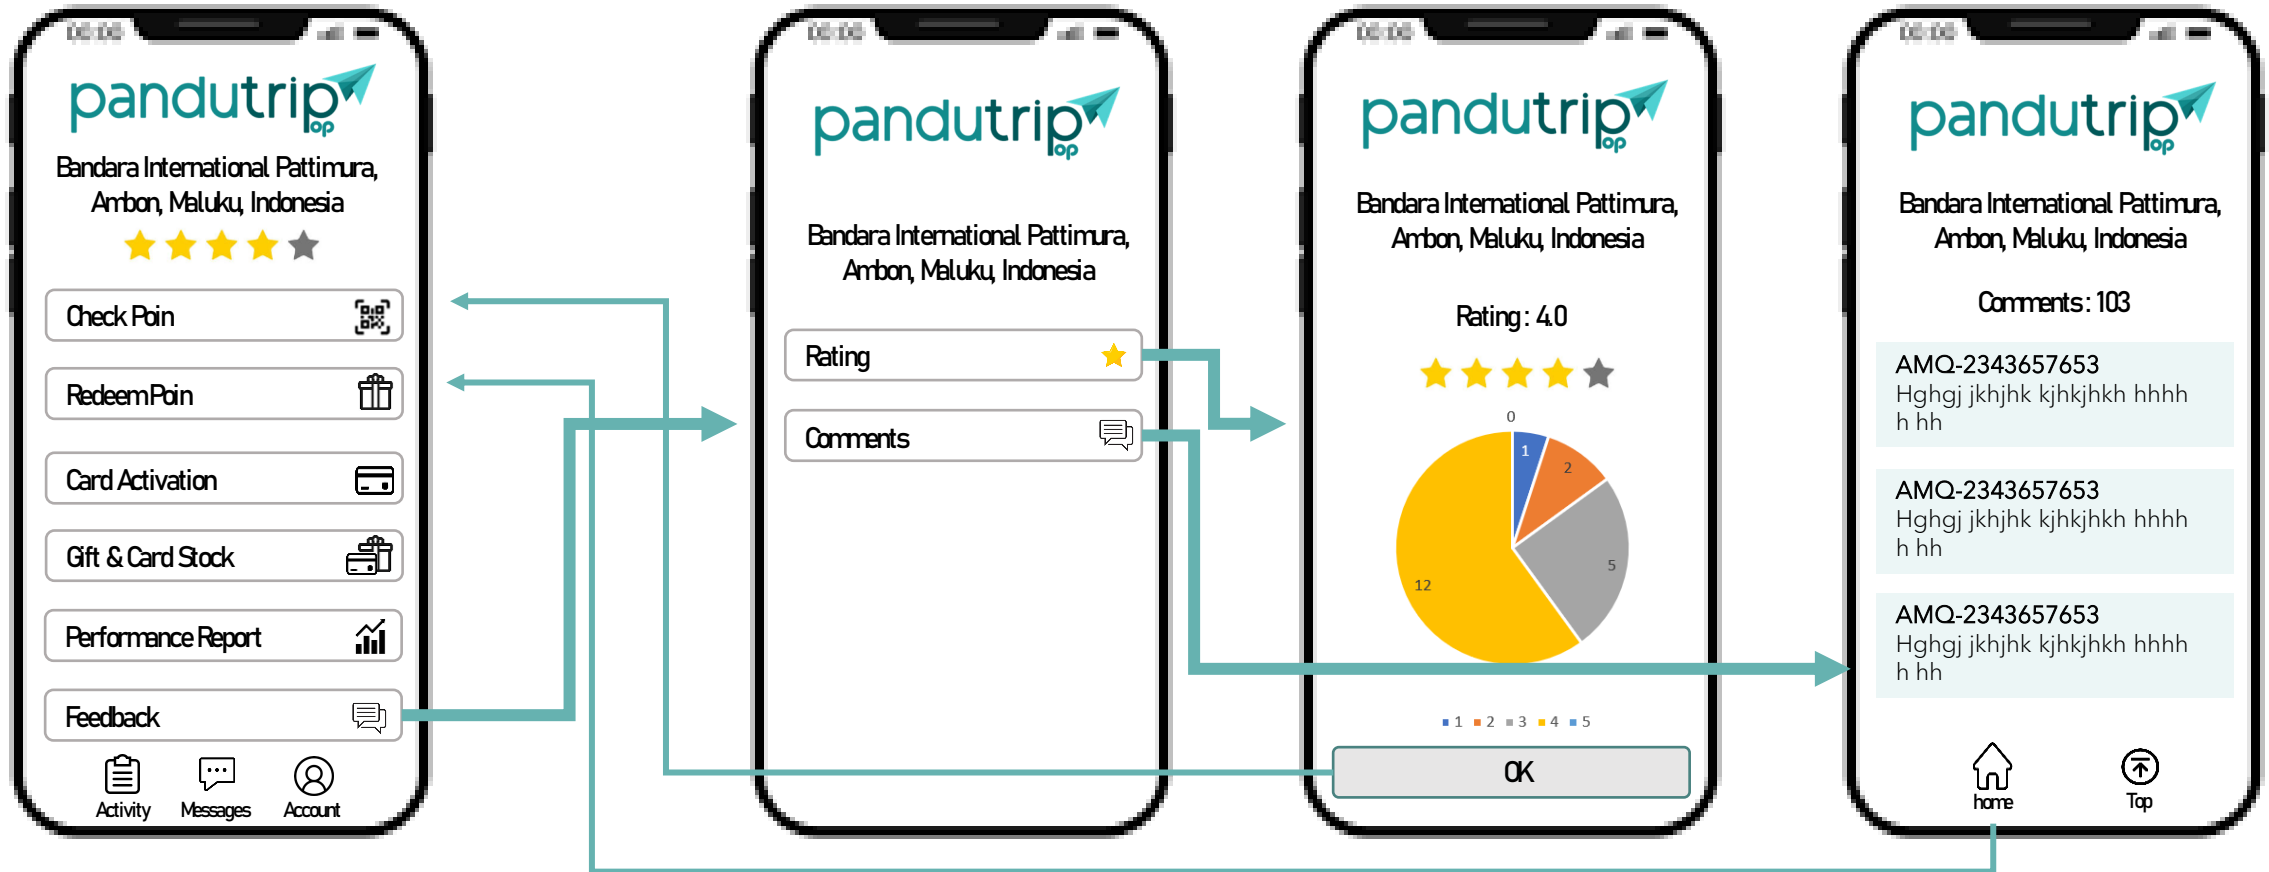 00:00
pandutrip
op
Bandara International Pattimura,
Ambon, Maluku, Indonesia
Check Poin
Redeem Poin
Card Activation
Gift & Card Stock
Performance Report
Feedback
Activity
Messages
Account
00:00
pandutrip
op
Bandara International Pattimura,
Ambon, Maluku, Indonesia
Rating
Comments
00:00
pandutrip
op
Bandara International Pattimura,
Ambon, Maluku, Indonesia
Rating : 4.0
0
1
2
5
12
1 2 3 4 5
OK
00:00
pandutrip
op
Bandara International Pattimura,
Ambon, Maluku, Indonesia
Comments : 103
AMQ-2343657653
Hghgj jkhjhk kjhkjhkh hhhh
h hh
AMQ-2343657653
Hghgj jkhjhk kjhkjhkh hhhh
h hh
AMQ-2343657653
Hghgj jkhjhk kjhkjhkh hhhh
h hh
home
Top